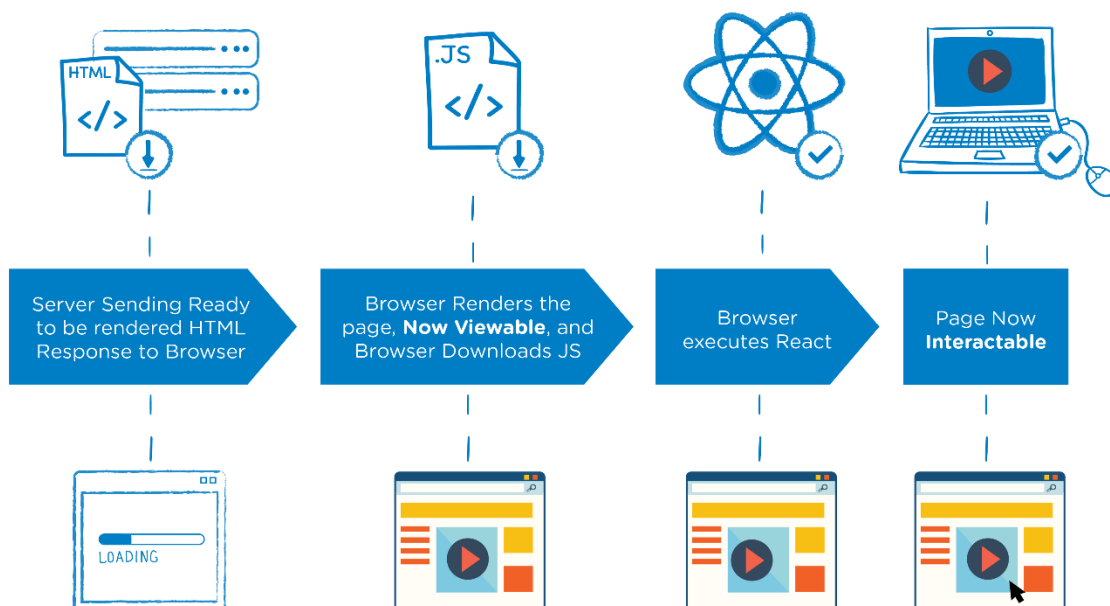 HTML
</>
.JS
</>
Server Sending Ready
to be rendered HTML
Response to Browser
Browser Renders the
page, Now Viewable, and
Browser Downloads JS
Browser
executes React
Page Now
Interactable
LOADING